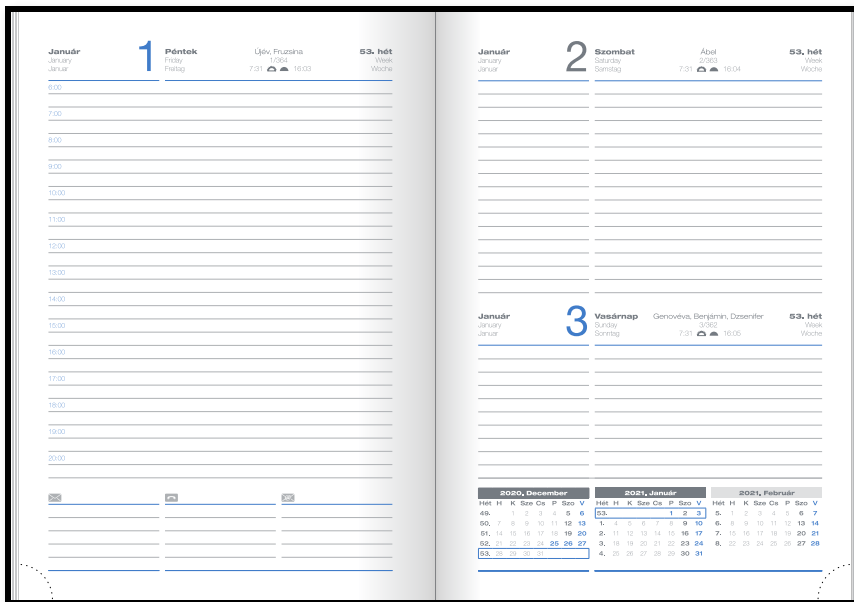 Január 1 Péntek Újév, Fruzsina 53. hét
January Friday 1/364 Week
Januar Freitag 7:31 16:03 Woche
6:00
7:00
8:00
9:00
10:00
11:00
12:00
13:00
14:00
15:00
16:00
17:00
18:00
19:00
20:00
Január 2 Szombat Ábel 53. hét
January Saturday 2/363 Week
Januar Samstag 7:31 16:04 Woche
Január 3 Vasárnap Genovéva, Benjámin, Dzsenifer 53. hét
January Sunday 3/362 Week
Januar Sonntag 7:31 16:05 Woche
2020, December
Hét H K Sze Cs P Szo V
49. 1 2 3 4 5 6
50. 7 8 9 10 11 12 13
51. 14 15 16 17 18 19 20
52. 21 22 23 24 25 26 27
53. 28 29 30 31
2021, Január
Hét H K Sze Cs P Szo V
53. 1 2 3
1. 4 5 6 7 8 9 10
2. 11 12 13 14 15 16 17
3. 18 19 20 21 22 23 24
4. 25 26 27 28 29 30 31
2021, Február
Hét H K Sze Cs P Szo V
5. 1 2 3 4 5 6 7
6. 8 9 10 11 12 13 14
7. 15 16 17 18 19 20 21
8. 22 23 24 25 26 27 28